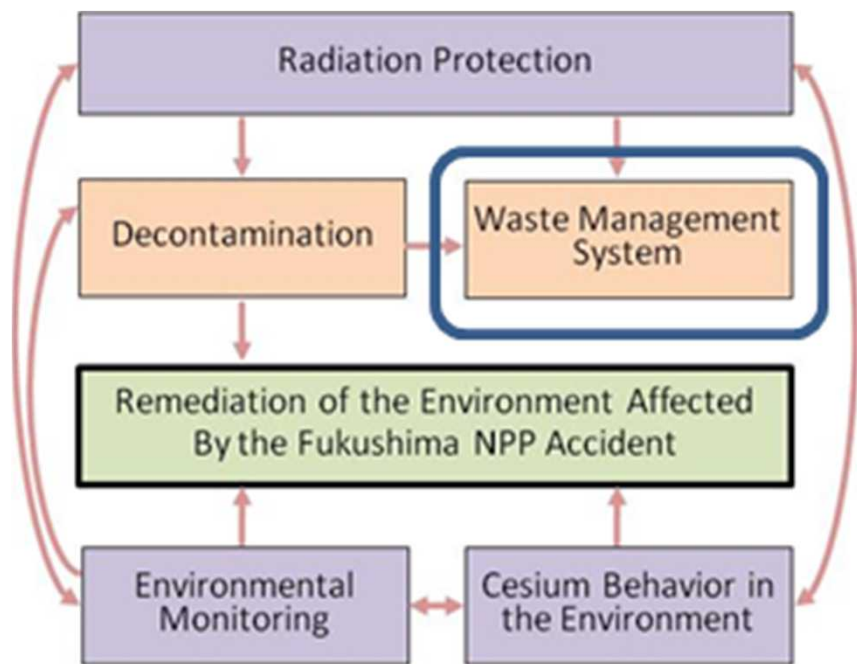 Radiation Protection
Decontamination
Waste Management
System
Remediation of the Environment Affected
By the Fukushima NPP Accident
Environmental
Monitoring
Cesium Behavior in
the Environment